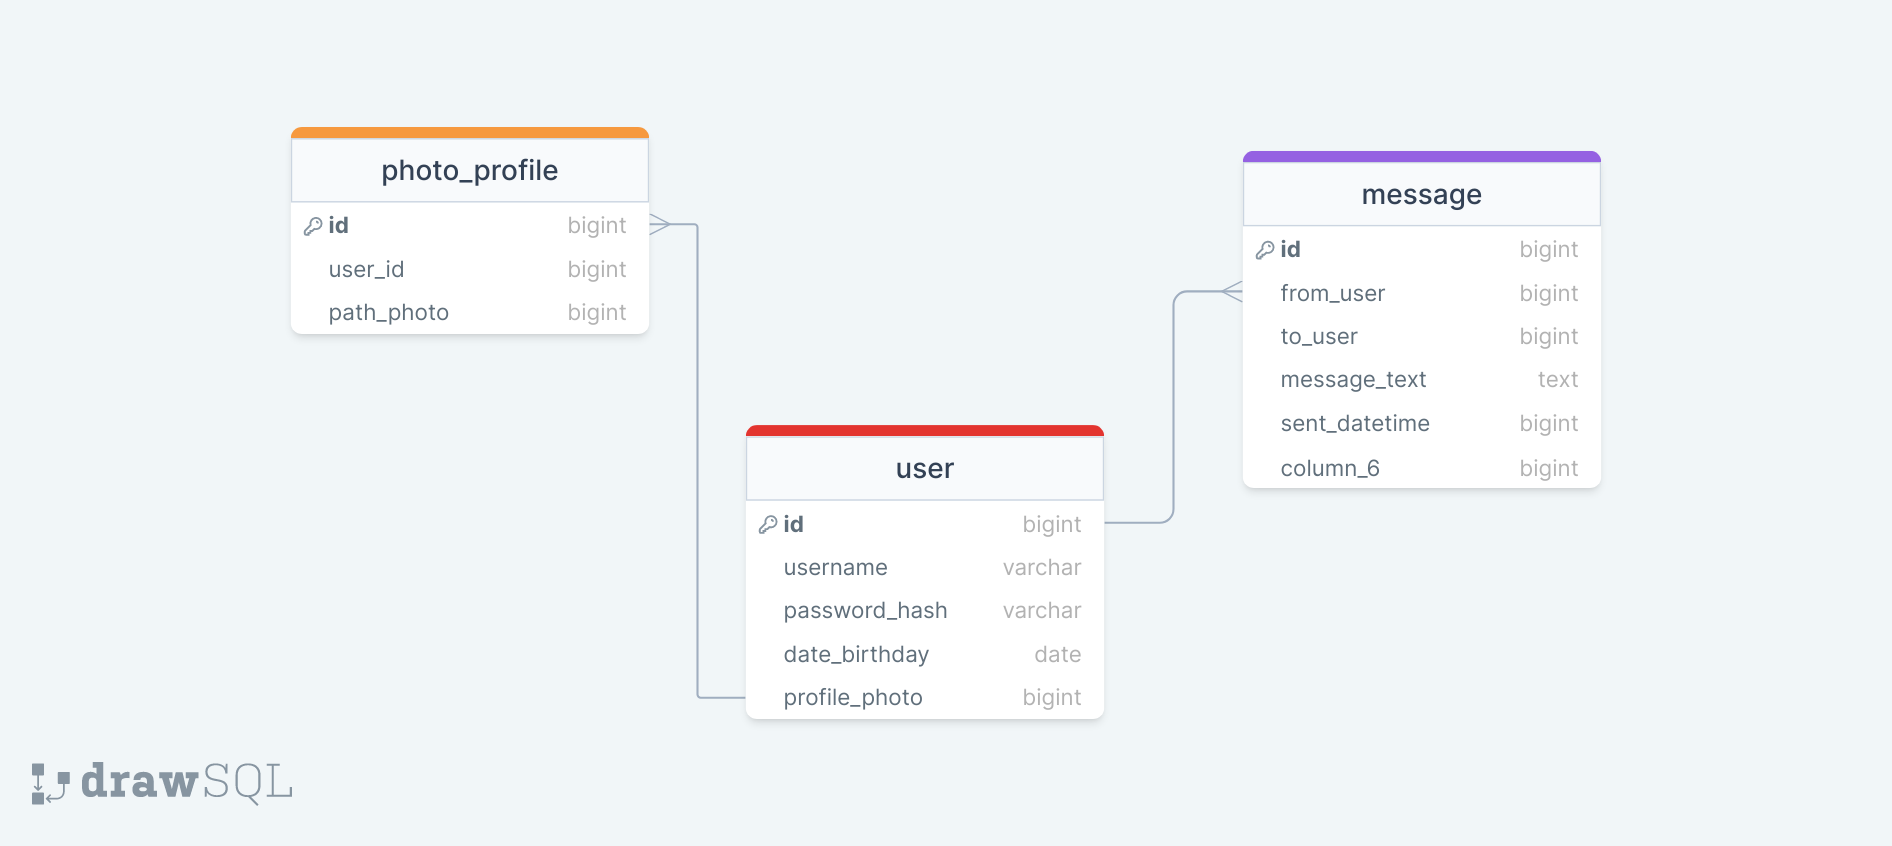 photo_profile
id bigint
user_id bigint
path_photo bigint
message
id bigint
from_user bigint
to_user bigint
message_text text
sent_datetime bigint
column_6 bigint
user
id bigint
username varchar
password_hash varchar
date_birthday date
profile_photo bigint
drawSQL